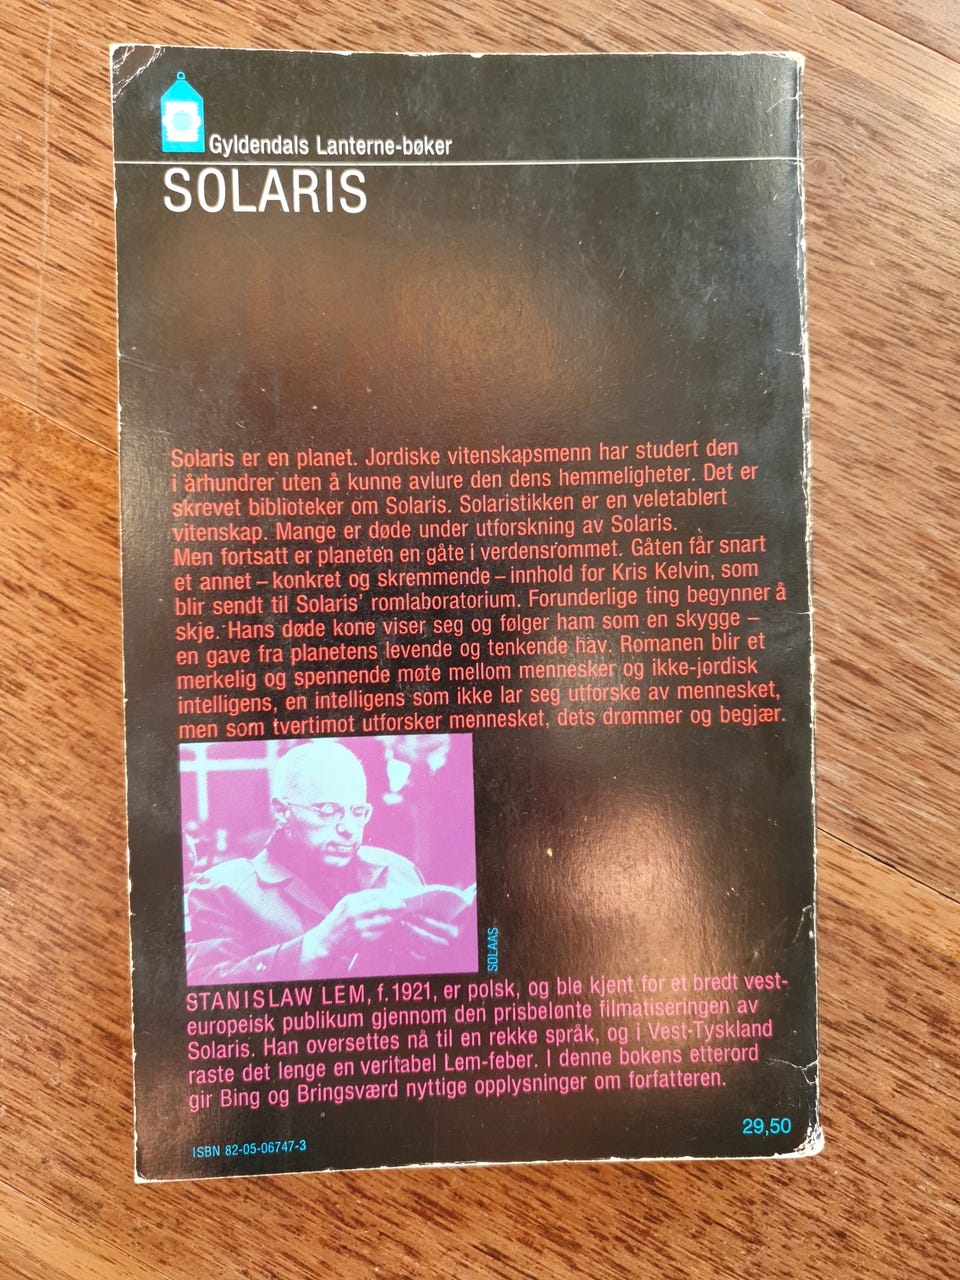 Gyldendals Lanterne-bøker
SOLARIS
Solaris er en planet. Jordiske vitenskapsmenn har studert den
i århundrer uten å kunne avlure den dens hemmeligheter. Det er
skrevet biblioteker om Solaris. Solaristikken er en veletablert
vitenskap. Mange er døde under utforskning av Solaris.
Men fortsatt er planeten en gåte i verdensrommet. Gåten får snart
et annet – konkret og skremmende – innhold for Kris Kelvin, som
blir sendt til Solaris’ romlaboratorium. Forunderlige ting begynner å
skje. Hans døde kone viser seg og følger ham som en skygge –
en gave fra planetens levende og tenkende hav. Romanen blir et
merkelig og spennende møte mellom mennesker og ikke-jordisk
intelligens, en intelligens som ikke lar seg utforske av mennesket,
men som tvertimot utforsker mennesket, dets drømmer og begjær.
SOLAAS
STANISLAW LEM, f. 1921, er polsk, og ble kjent for et bredt vest-
europeisk publikum gjennom den prisbelønte filmatiseringen av
Solaris. Han oversettes nå til en rekke språk, og i Vest-Tyskland
raste det lenge en veritabel Lem-feber. I denne bokens etterord
gir Bing og Bringsværd nyttige opplysninger om forfatteren.
29,50
ISBN 82-05-06747-3